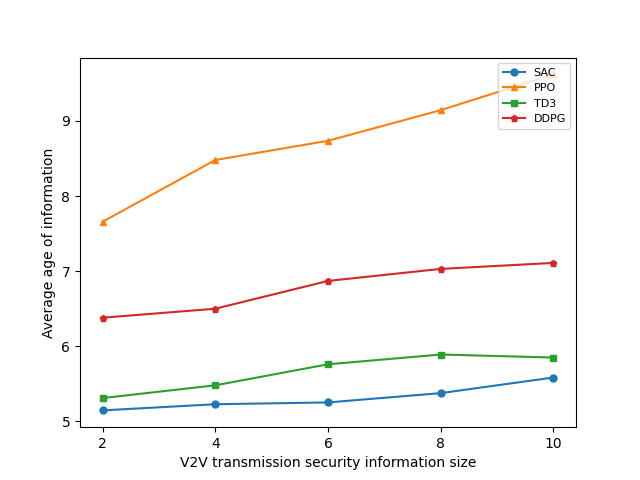 SAC
PPO
TD3
DDPG
9
8
7
6
5
Average age of information
2 4 6 8 10
V2V transmission security information size